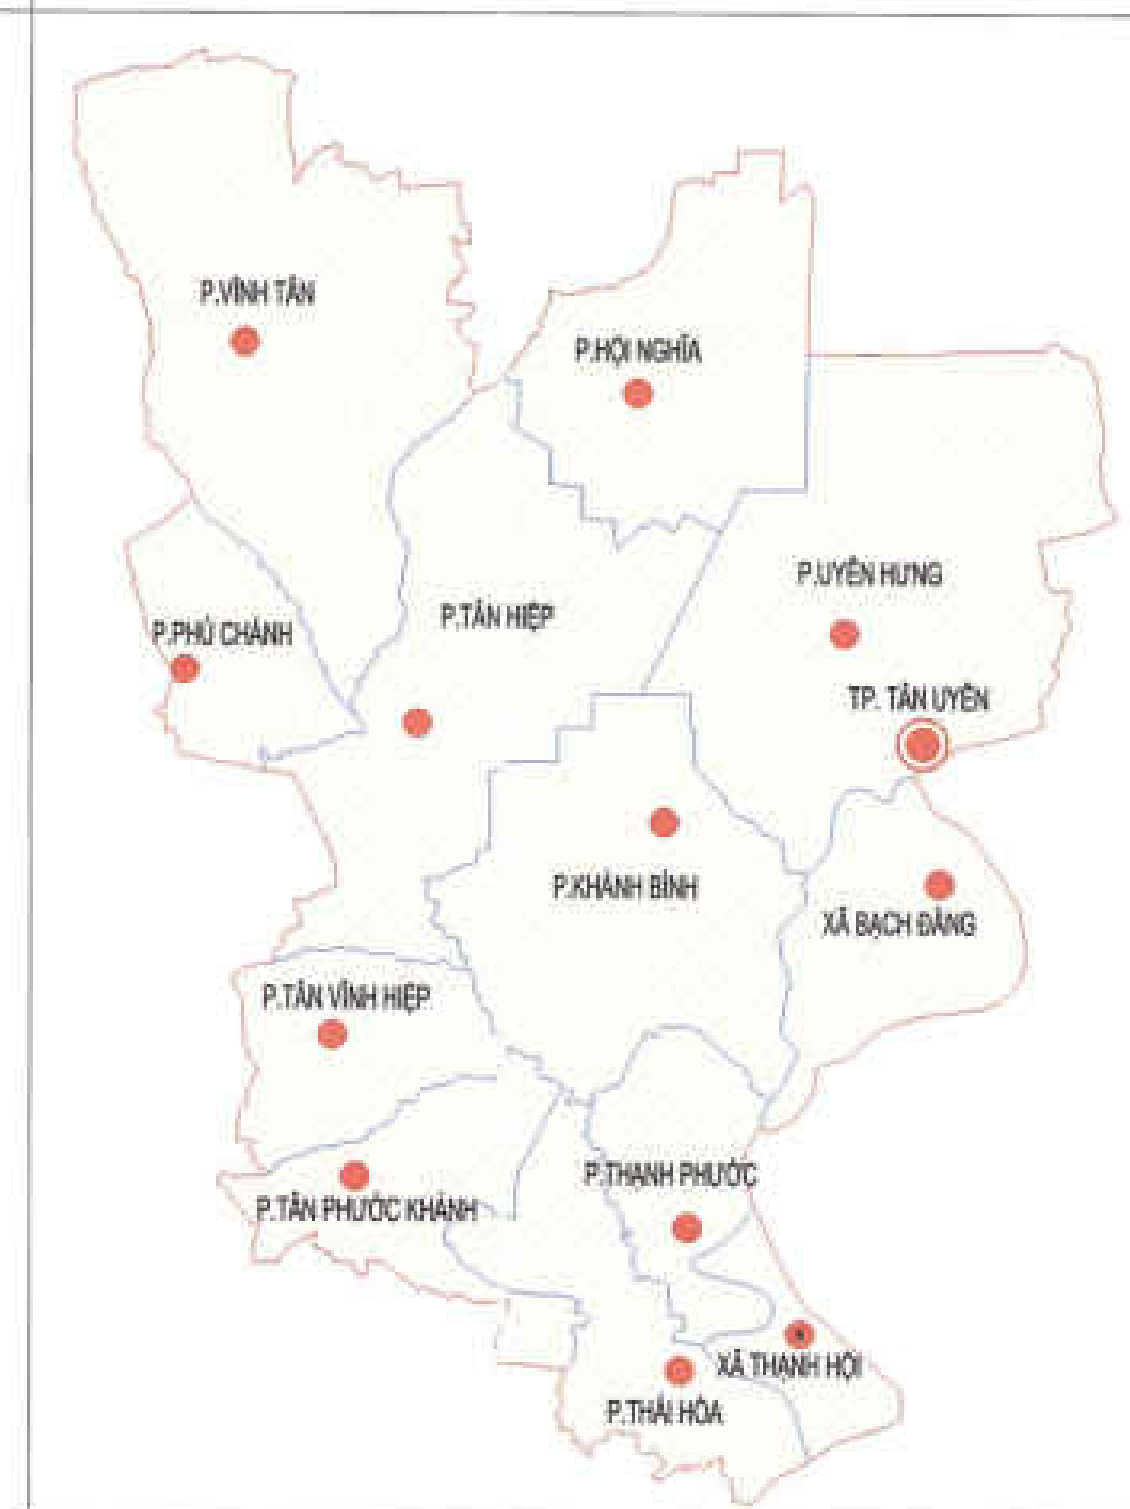 P.VĨNH TÂN
P.HỘI NGHĨA
P.UYÊN HƯNG
P.TÂN HIỆP
P.PHÚ CHÁNH
TP. TÂN UYÊN
P.KHÁNH BÌNH
XÃ BẠCH ĐẰNG
P.TÂN VĨNH HIỆP
P.THẠNH PHƯỚC
P.TÂN PHƯỚC KHÁNH
XÃ THẠNH HỘI
P.THÁI HÒA